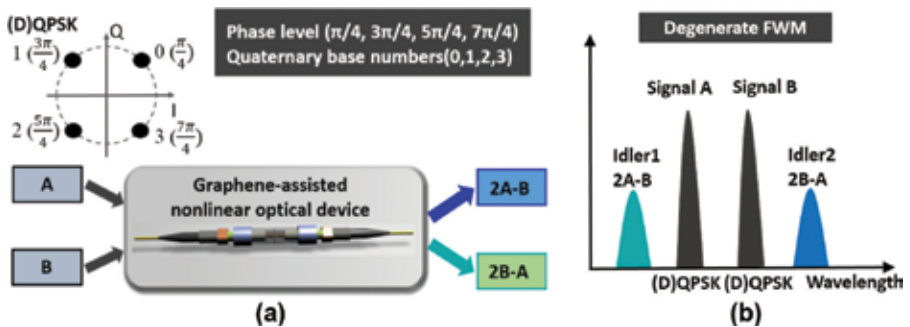 (D)QPSK
Q
1 (3π/4)
0 (π/4)
I
2 (5π/4)
3 (7π/4)
Phase level (π/4, 3π/4, 5π/4, 7π/4)
Quaternary base numbers(0,1,2,3)
A
B
Graphene-assisted
nonlinear optical device
2A-B
2B-A
(a)
Degenerate FWM
Signal A
Signal B
Idler1
2A-B
Idler2
2B-A
(D)QPSK (D)QPSK Wavelength
(b)